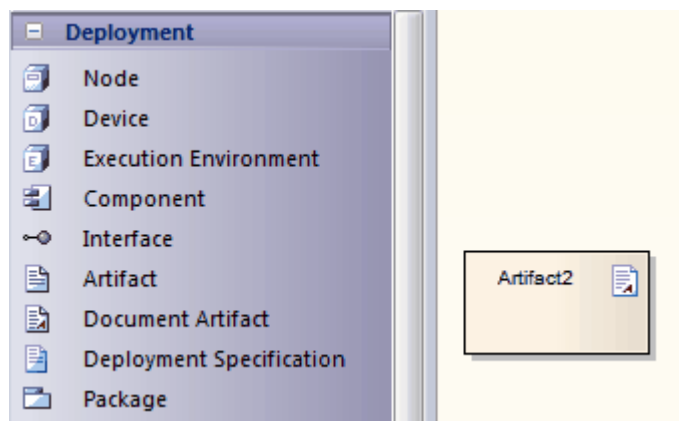 Deployment
Node
Device
Execution Environment
Component
Interface
Artifact
Document Artifact
Deployment Specification
Package
Artifact2